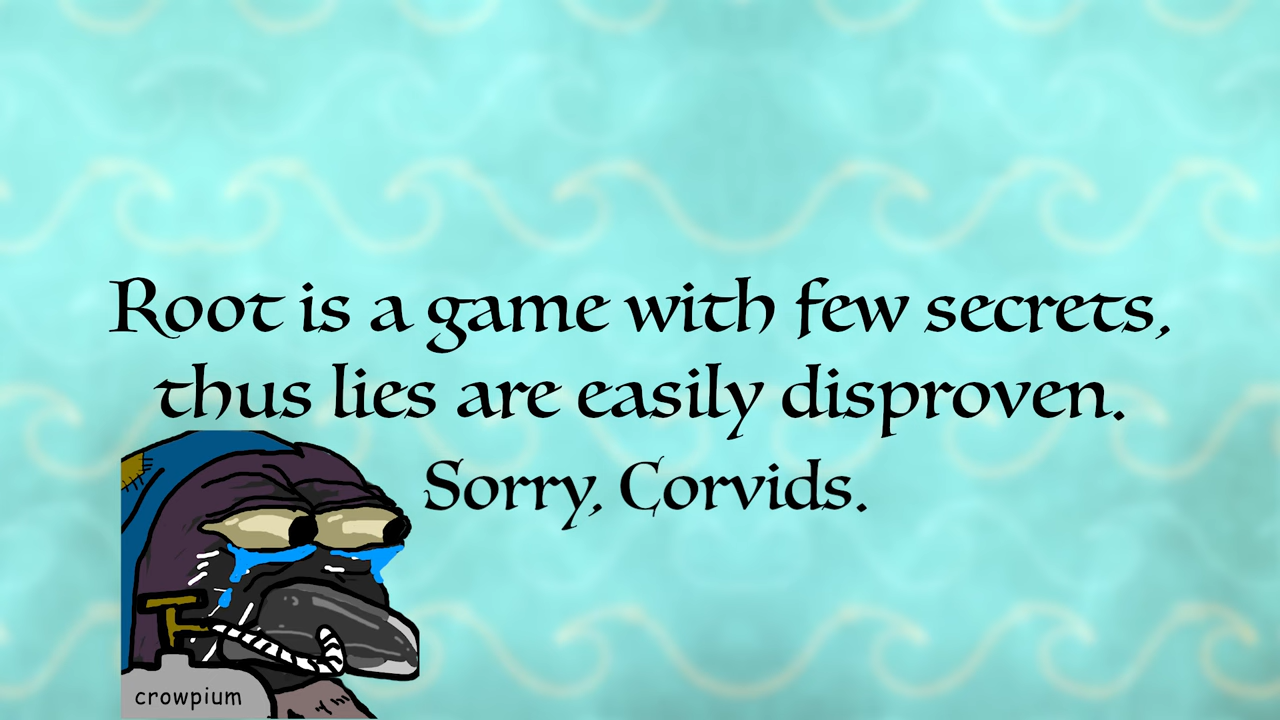 Root is a game with few secrets,
thus lies are easily disproven.
Sorry, Corvids.
crowpium